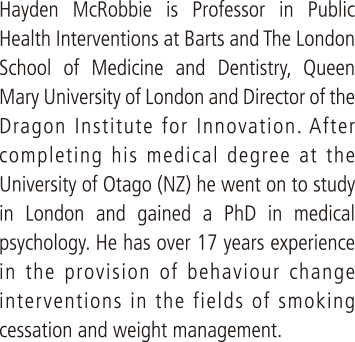 Hayden McRobbie is Professor in Public
Health Interventions at Barts and The London
School of Medicine and Dentistry, Queen
Mary University of London and Director of the
Dragon Institute for Innovation. After
completing his medical degree at the
University of Otago (NZ) he went on to study
in London and gained a PhD in medical
psychology. He has over 17 years experience
in the provision of behaviour change
interventions in the fields of smoking
cessation and weight management.